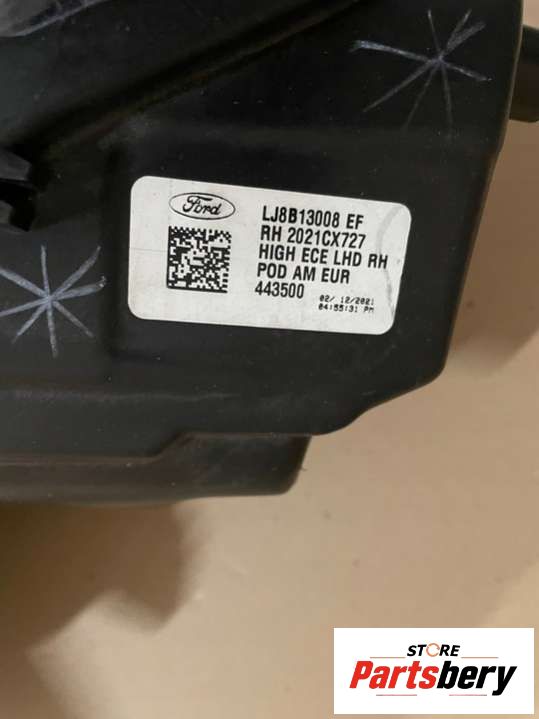 Ford
LJ8B13008 EF
RH 2021CX727
HIGH ECE LHD RH
POD AM EUR
443500
02/ 12/2021
04:55:31 PM
STORE
Partsbery